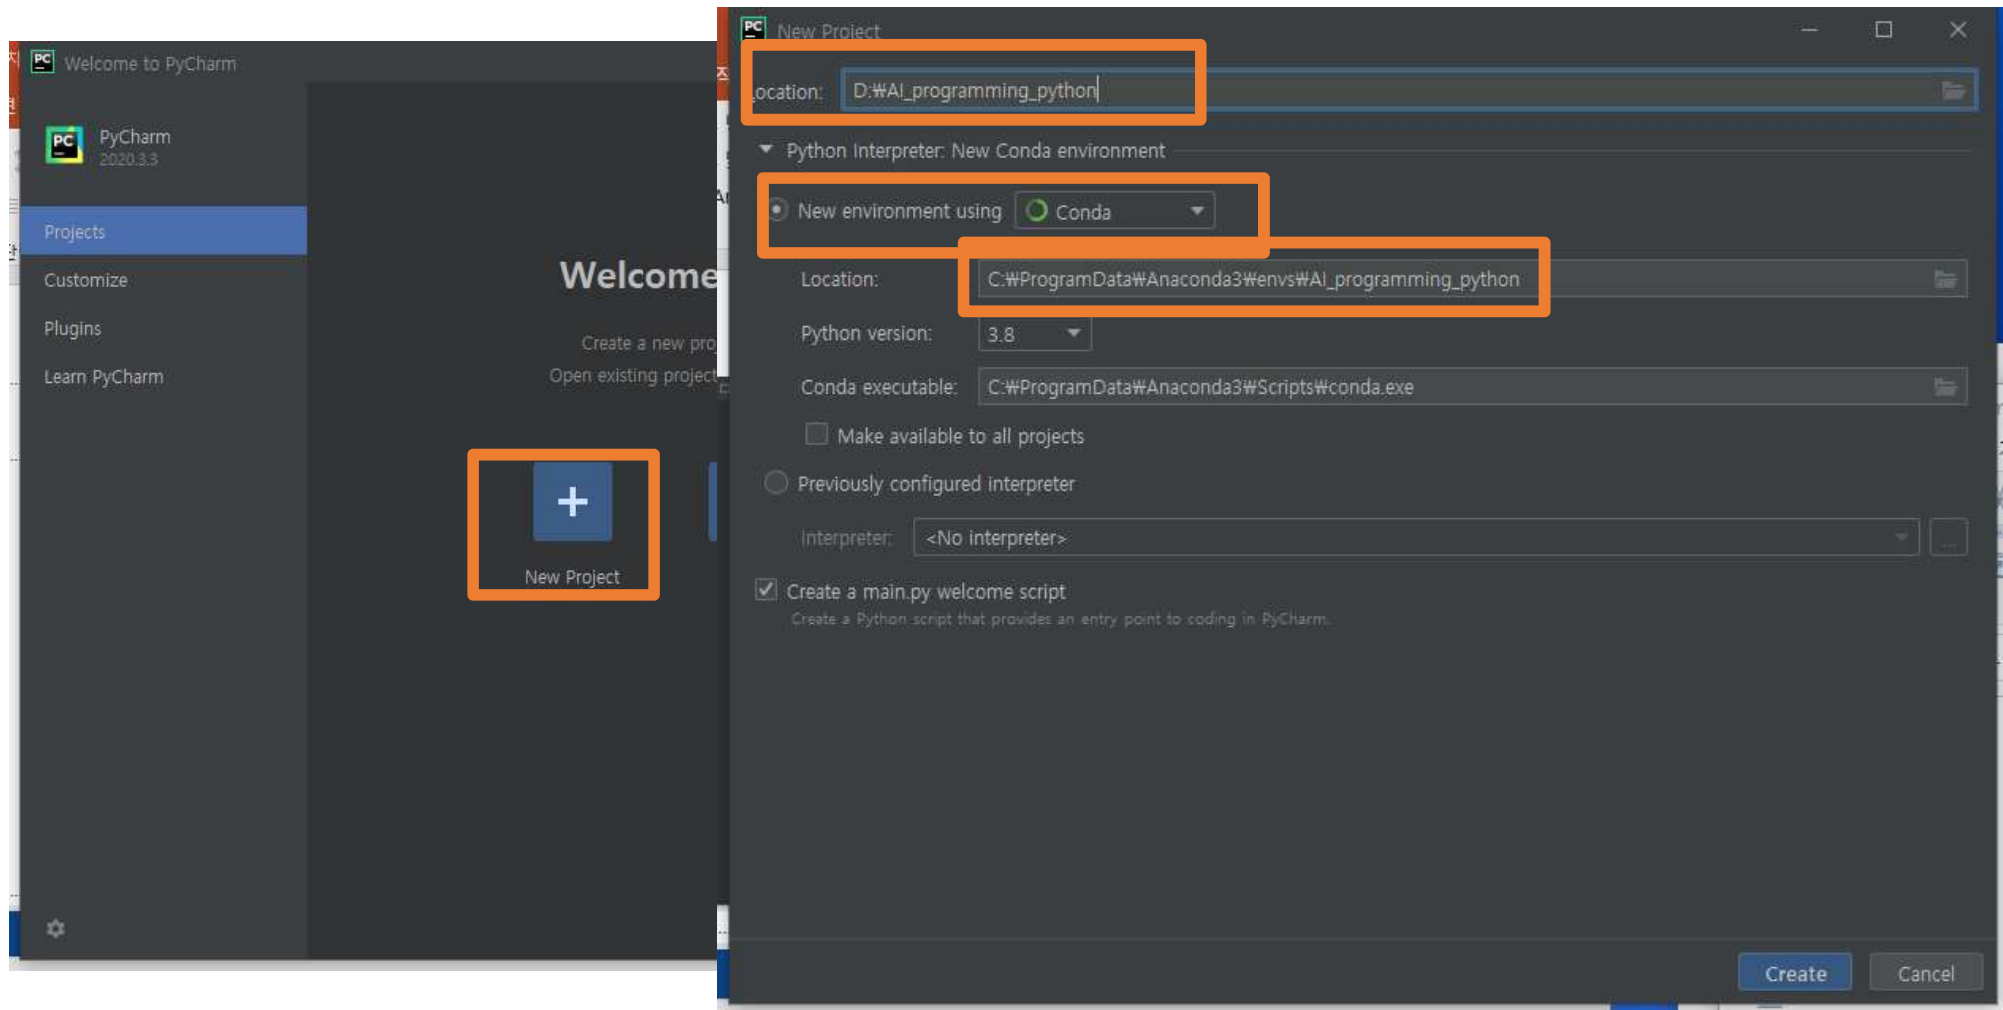 Welcome to PyCharm
PyCharm
2020.3.3
Projects
Customize
Plugins
Learn PyCharm
Welcome
Create a new pro
Open existing project
New Project
New Project
Location: D:₩AI_programming_python
Python Interpreter: New Conda environment
New environment using Conda
Location: C:₩ProgramData₩Anaconda3₩envs₩AI_programming_python
Python version: 3.8
Conda executable: C:₩ProgramData₩Anaconda3₩Scripts₩conda.exe
Make available to all projects
Previously configured interpreter
Interpreter: <No interpreter>
Create a main.py welcome script
Create a Python script that provides an entry point to coding in PyCharm.
Create Cancel